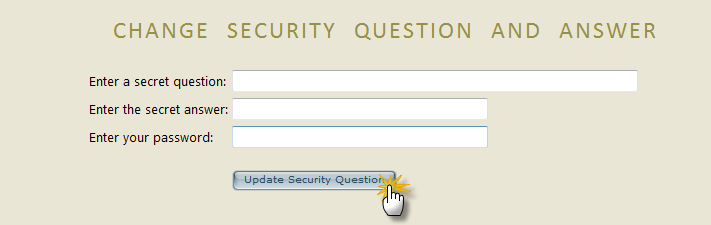 CHANGE SECURITY QUESTION AND ANSWER
Enter a secret question:
Enter the secret answer:
Enter your password:
Update Security Question